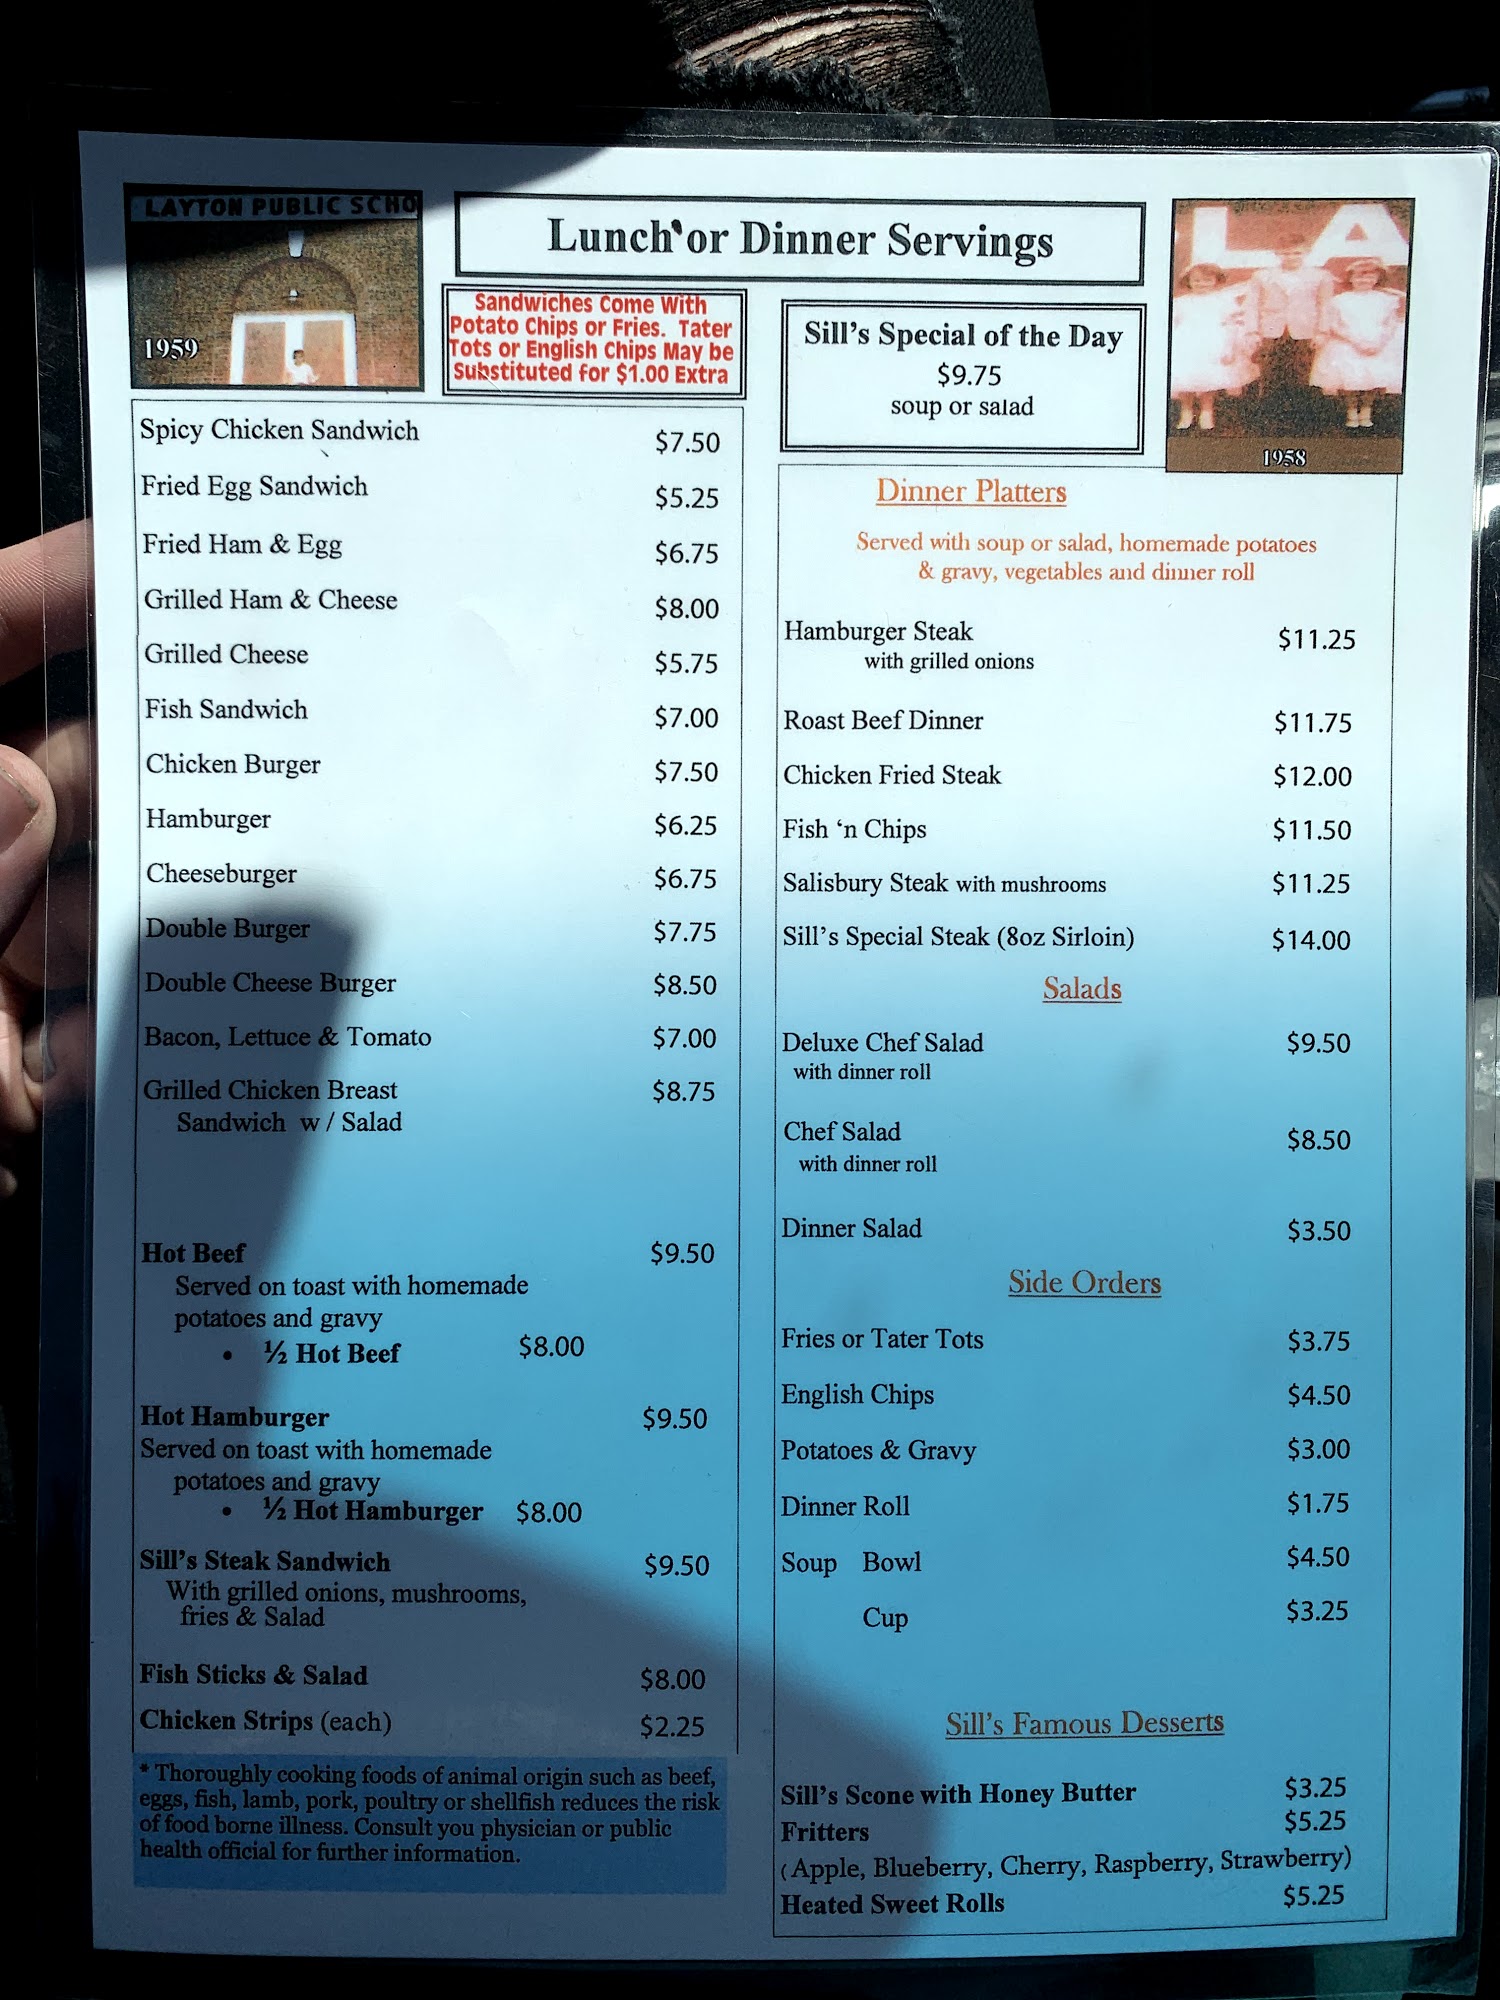 LAYTON PUBLIC SCHO
1959
Lunch or Dinner Servings
Sandwiches Come With
Potato Chips or Fries. Tater
Tots or English Chips May be
Substituted for $1.00 Extra
Sill's Special of the Day
$9.75
soup or salad
LA
1958
Spicy Chicken Sandwich $7.50
Fried Egg Sandwich $5.25
Fried Ham & Egg $6.75
Grilled Ham & Cheese $8.00
Grilled Cheese $5.75
Fish Sandwich $7.00
Chicken Burger $7.50
Hamburger $6.25
Cheeseburger $6.75
Double Burger $7.75
Double Cheese Burger $8.50
Bacon, Lettuce & Tomato $7.00
Grilled Chicken Breast $8.75
Sandwich w / Salad
Hot Beef $9.50
Served on toast with homemade
potatoes and gravy
• ½ Hot Beef $8.00
Hot Hamburger $9.50
Served on toast with homemade
potatoes and gravy
• ½ Hot Hamburger $8.00
Sill's Steak Sandwich $9.50
With grilled onions, mushrooms,
fries & Salad
Fish Sticks & Salad $8.00
Chicken Strips (each) $2.25
* Thoroughly cooking foods of animal origin such as beef,
eggs, fish, lamb, pork, poultry or shellfish reduces the risk
of food borne illness. Consult you physician or public
health official for further information.
Dinner Platters
Served with soup or salad, homemade potatoes
& gravy, vegetables and dinner roll
Hamburger Steak $11.25
with grilled onions
Roast Beef Dinner $11.75
Chicken Fried Steak $12.00
Fish 'n Chips $11.50
Salisbury Steak with mushrooms $11.25
Sill's Special Steak (8oz Sirloin) $14.00
Salads
Deluxe Chef Salad $9.50
with dinner roll
Chef Salad $8.50
with dinner roll
Dinner Salad $3.50
Side Orders
Fries or Tater Tots $3.75
English Chips $4.50
Potatoes & Gravy $3.00
Dinner Roll $1.75
Soup Bowl $4.50
Cup $3.25
Sill's Famous Desserts
Sill's Scone with Honey Butter $3.25
Fritters $5.25
(Apple, Blueberry, Cherry, Raspberry, Strawberry)
Heated Sweet Rolls $5.25